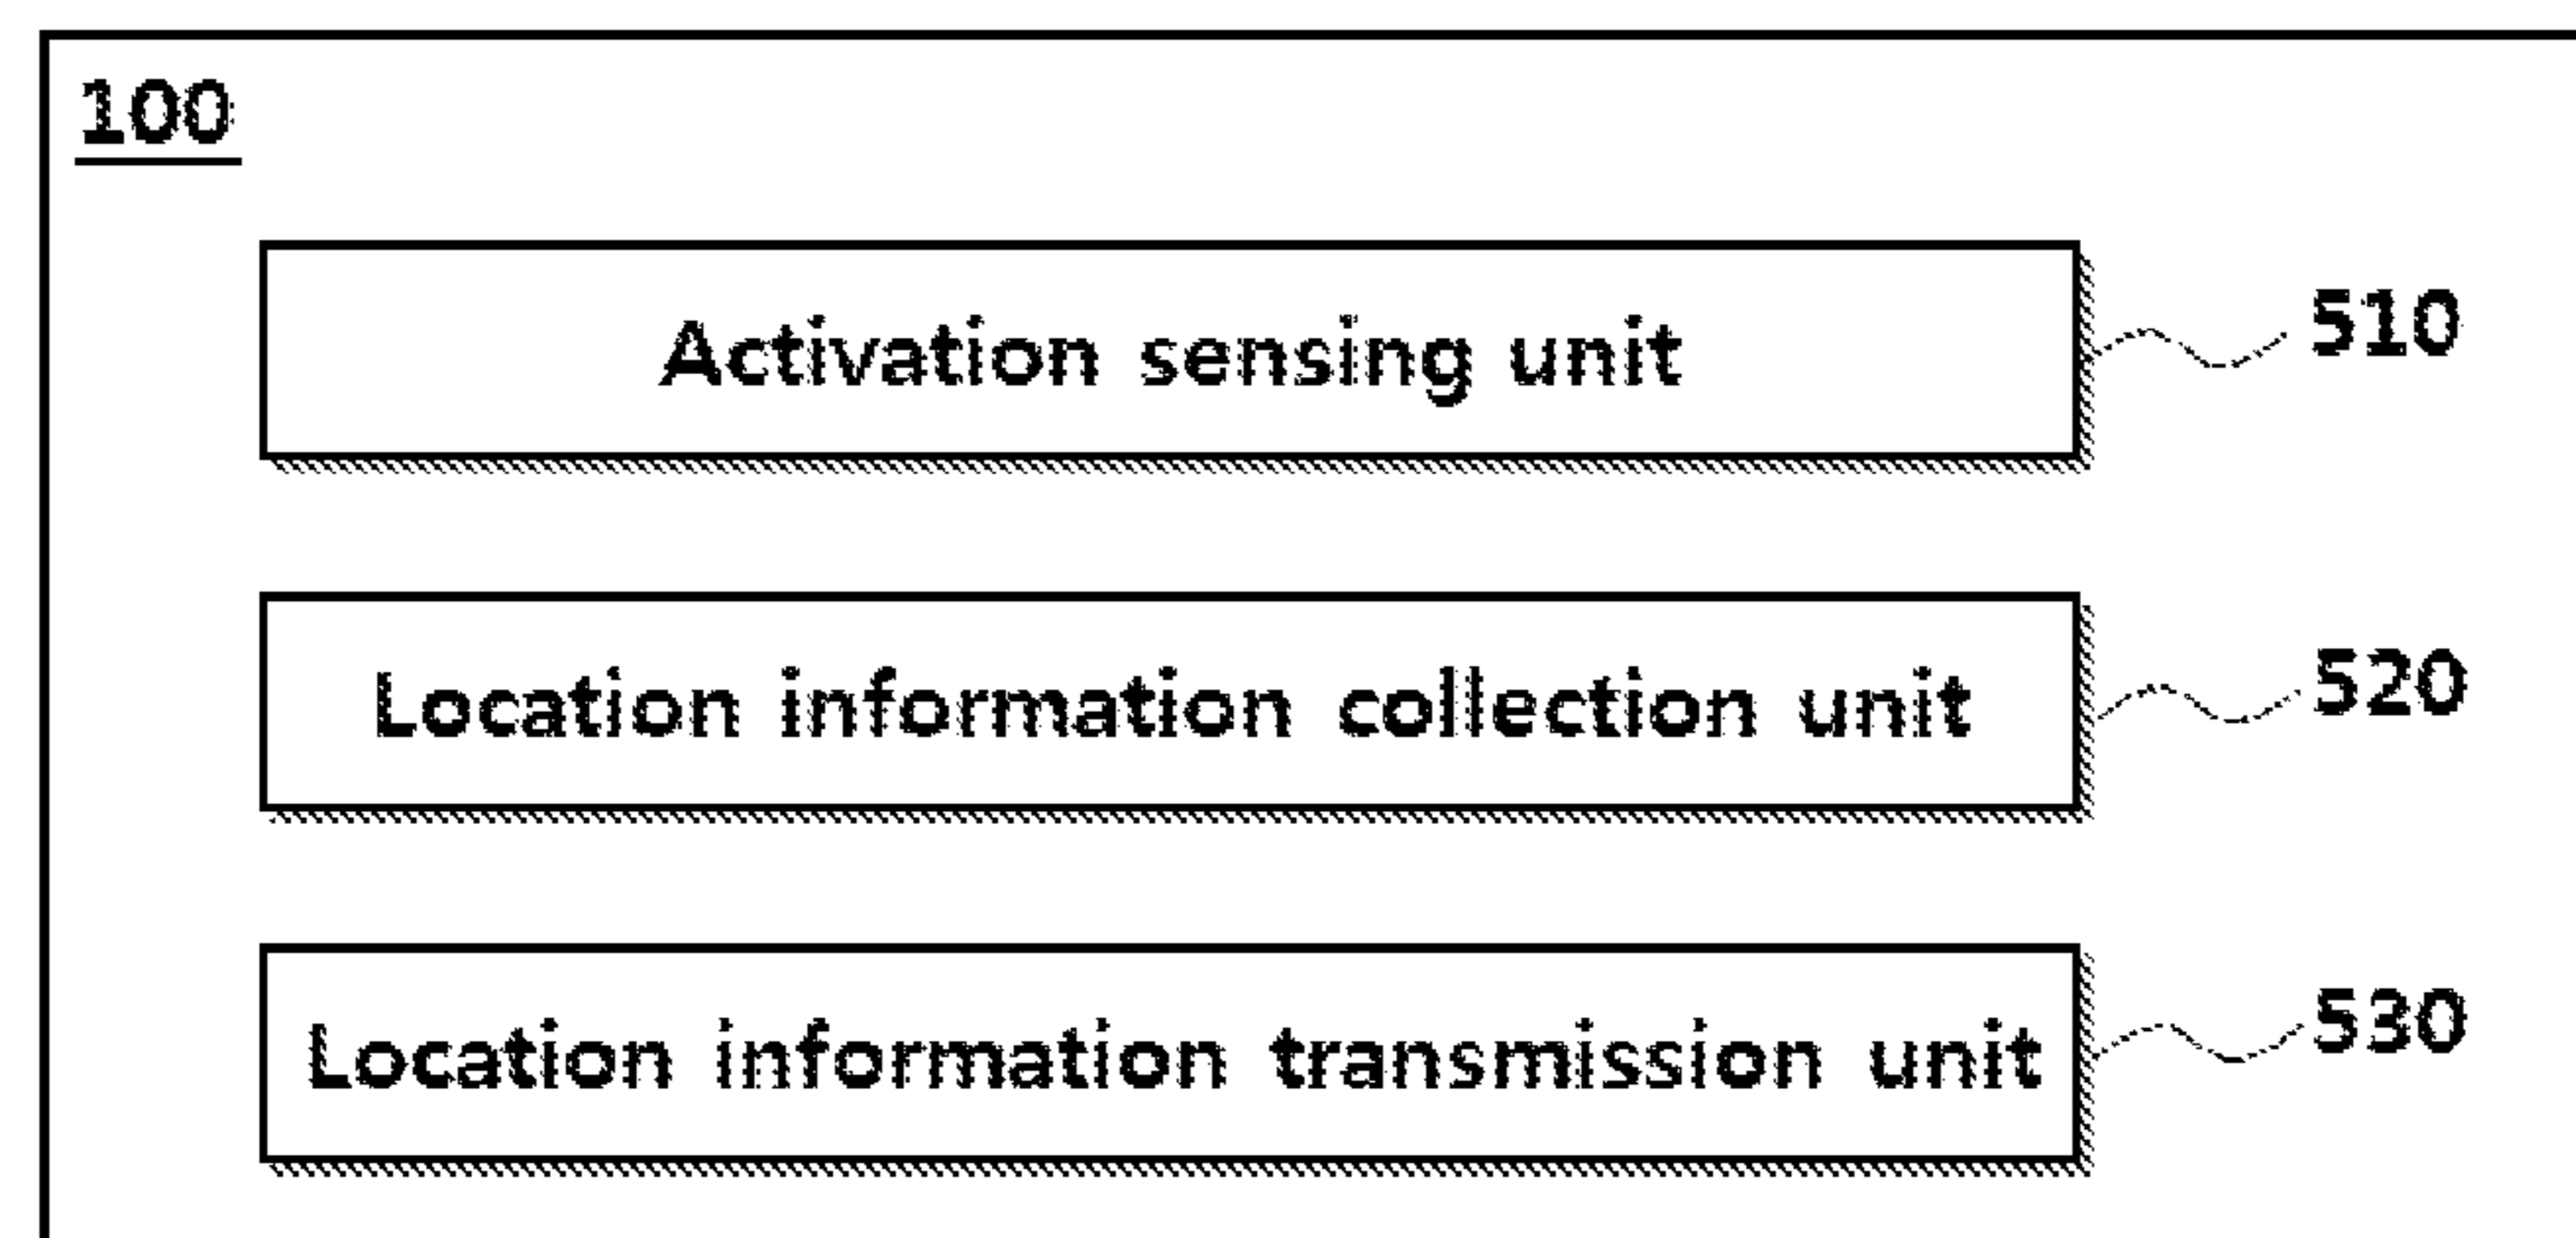 100
Activation sensing unit 510
Location information collection unit 520
Location information transmission unit 530